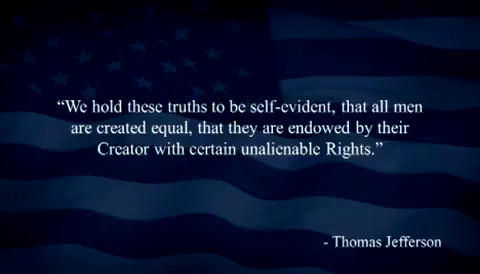 “We hold these truths to be self-evident, that all men
are created equal, that they are endowed by their
Creator with certain unalienable Rights.”
- Thomas Jefferson